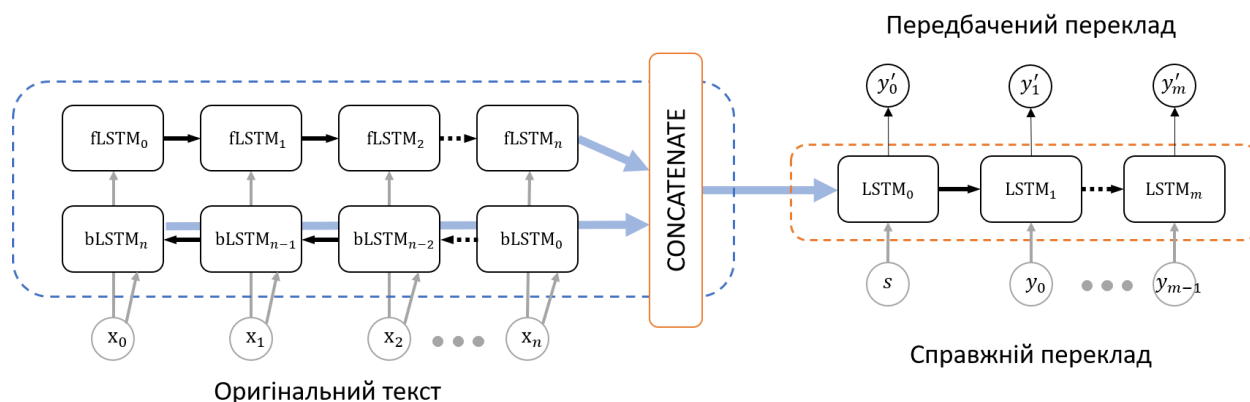 Передбачений переклад
y′₀ y′₁ y′ₘ
fLSTM₀ fLSTM₁ fLSTM₂ fLSTMₙ
CONCATENATE
LSTM₀ LSTM₁ LSTMₘ
bLSTMₙ bLSTMₙ₋₁ bLSTMₙ₋₂ bLSTM₀
s y₀ yₘ₋₁
x₀ x₁ x₂ xₙ
Справжній переклад
Оригінальний текст